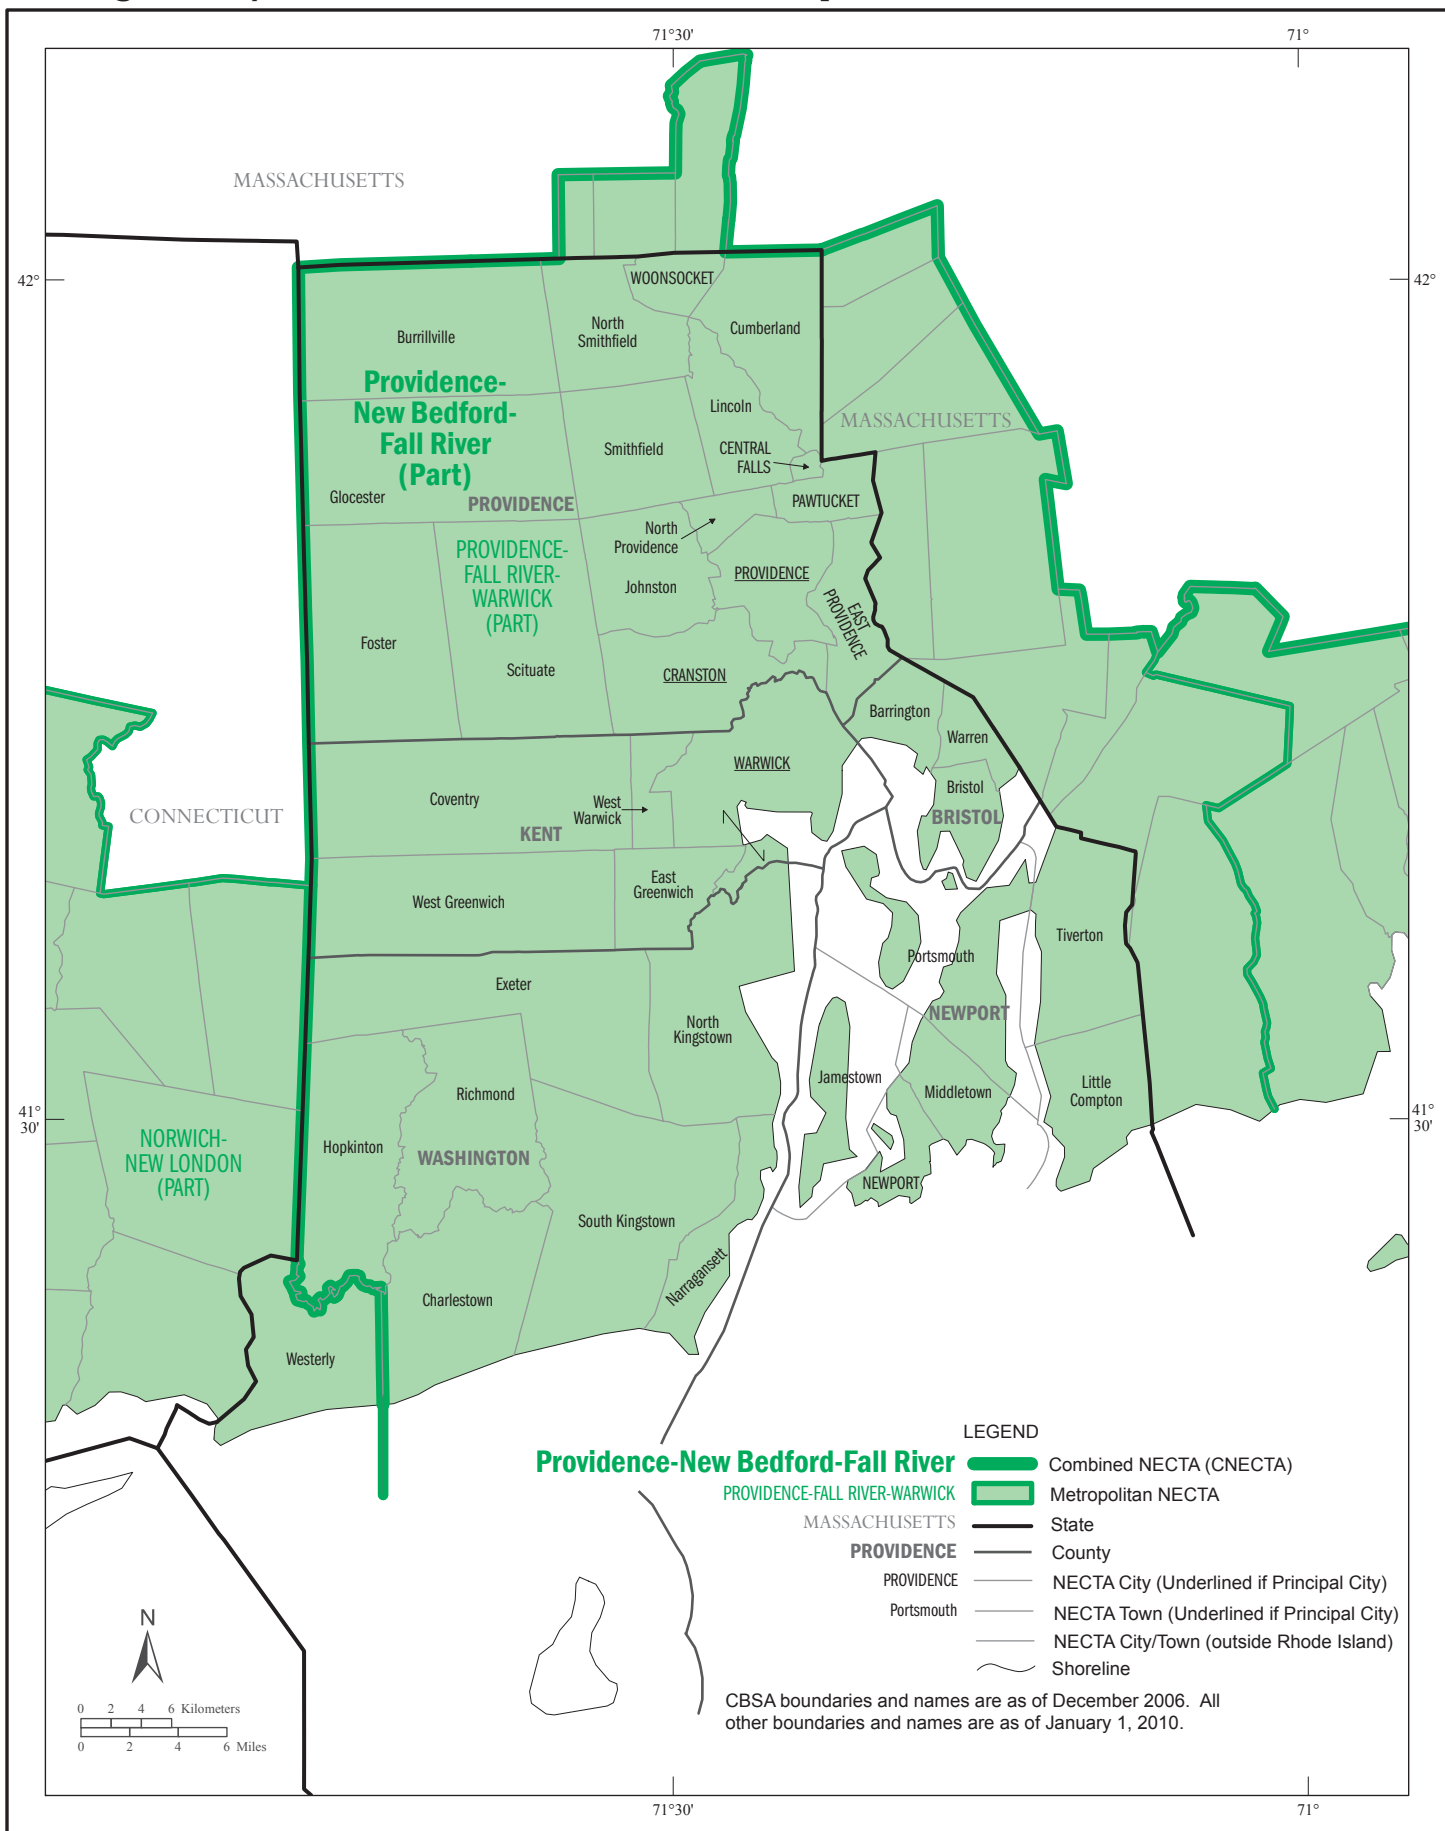 71°30'
71°
MASSACHUSETTS
42°
42°
WOONSOCKET
Burrillville
North
Smithfield
Cumberland
Providence-
New Bedford-
Fall River
(Part)
Lincoln
MASSACHUSETTS
Smithfield
CENTRAL
FALLS
Glocester
PROVIDENCE
PAWTUCKET
North
Providence
PROVIDENCE-
FALL RIVER-
WARWICK
(PART)
PROVIDENCE
Johnston
EAST
PROVIDENCE
Foster
Scituate
CRANSTON
Barrington
Warren
WARWICK
Bristol
Coventry
West
Warwick
CONNECTICUT
BRISTOL
KENT
East
Greenwich
West Greenwich
Tiverton
Portsmouth
Exeter
NEWPORT
North
Kingstown
Jamestown
Middletown
Little
Compton
Richmond
41°
30'
41°
30'
NORWICH-
NEW LONDON
(PART)
Hopkinton
WASHINGTON
NEWPORT
South Kingstown
Narragansett
Charlestown
Westerly
LEGEND
Providence-New Bedford-Fall River Combined NECTA (CNECTA)
PROVIDENCE-FALL RIVER-WARWICK Metropolitan NECTA
MASSACHUSETTS State
PROVIDENCE County
PROVIDENCE NECTA City (Underlined if Principal City)
Portsmouth NECTA Town (Underlined if Principal City)
NECTA City/Town (outside Rhode Island)
Shoreline
N
CBSA boundaries and names are as of December 2006. All
other boundaries and names are as of January 1, 2010.
0 2 4 6 Kilometers
0 2 4 6 Miles
71°30'
71°